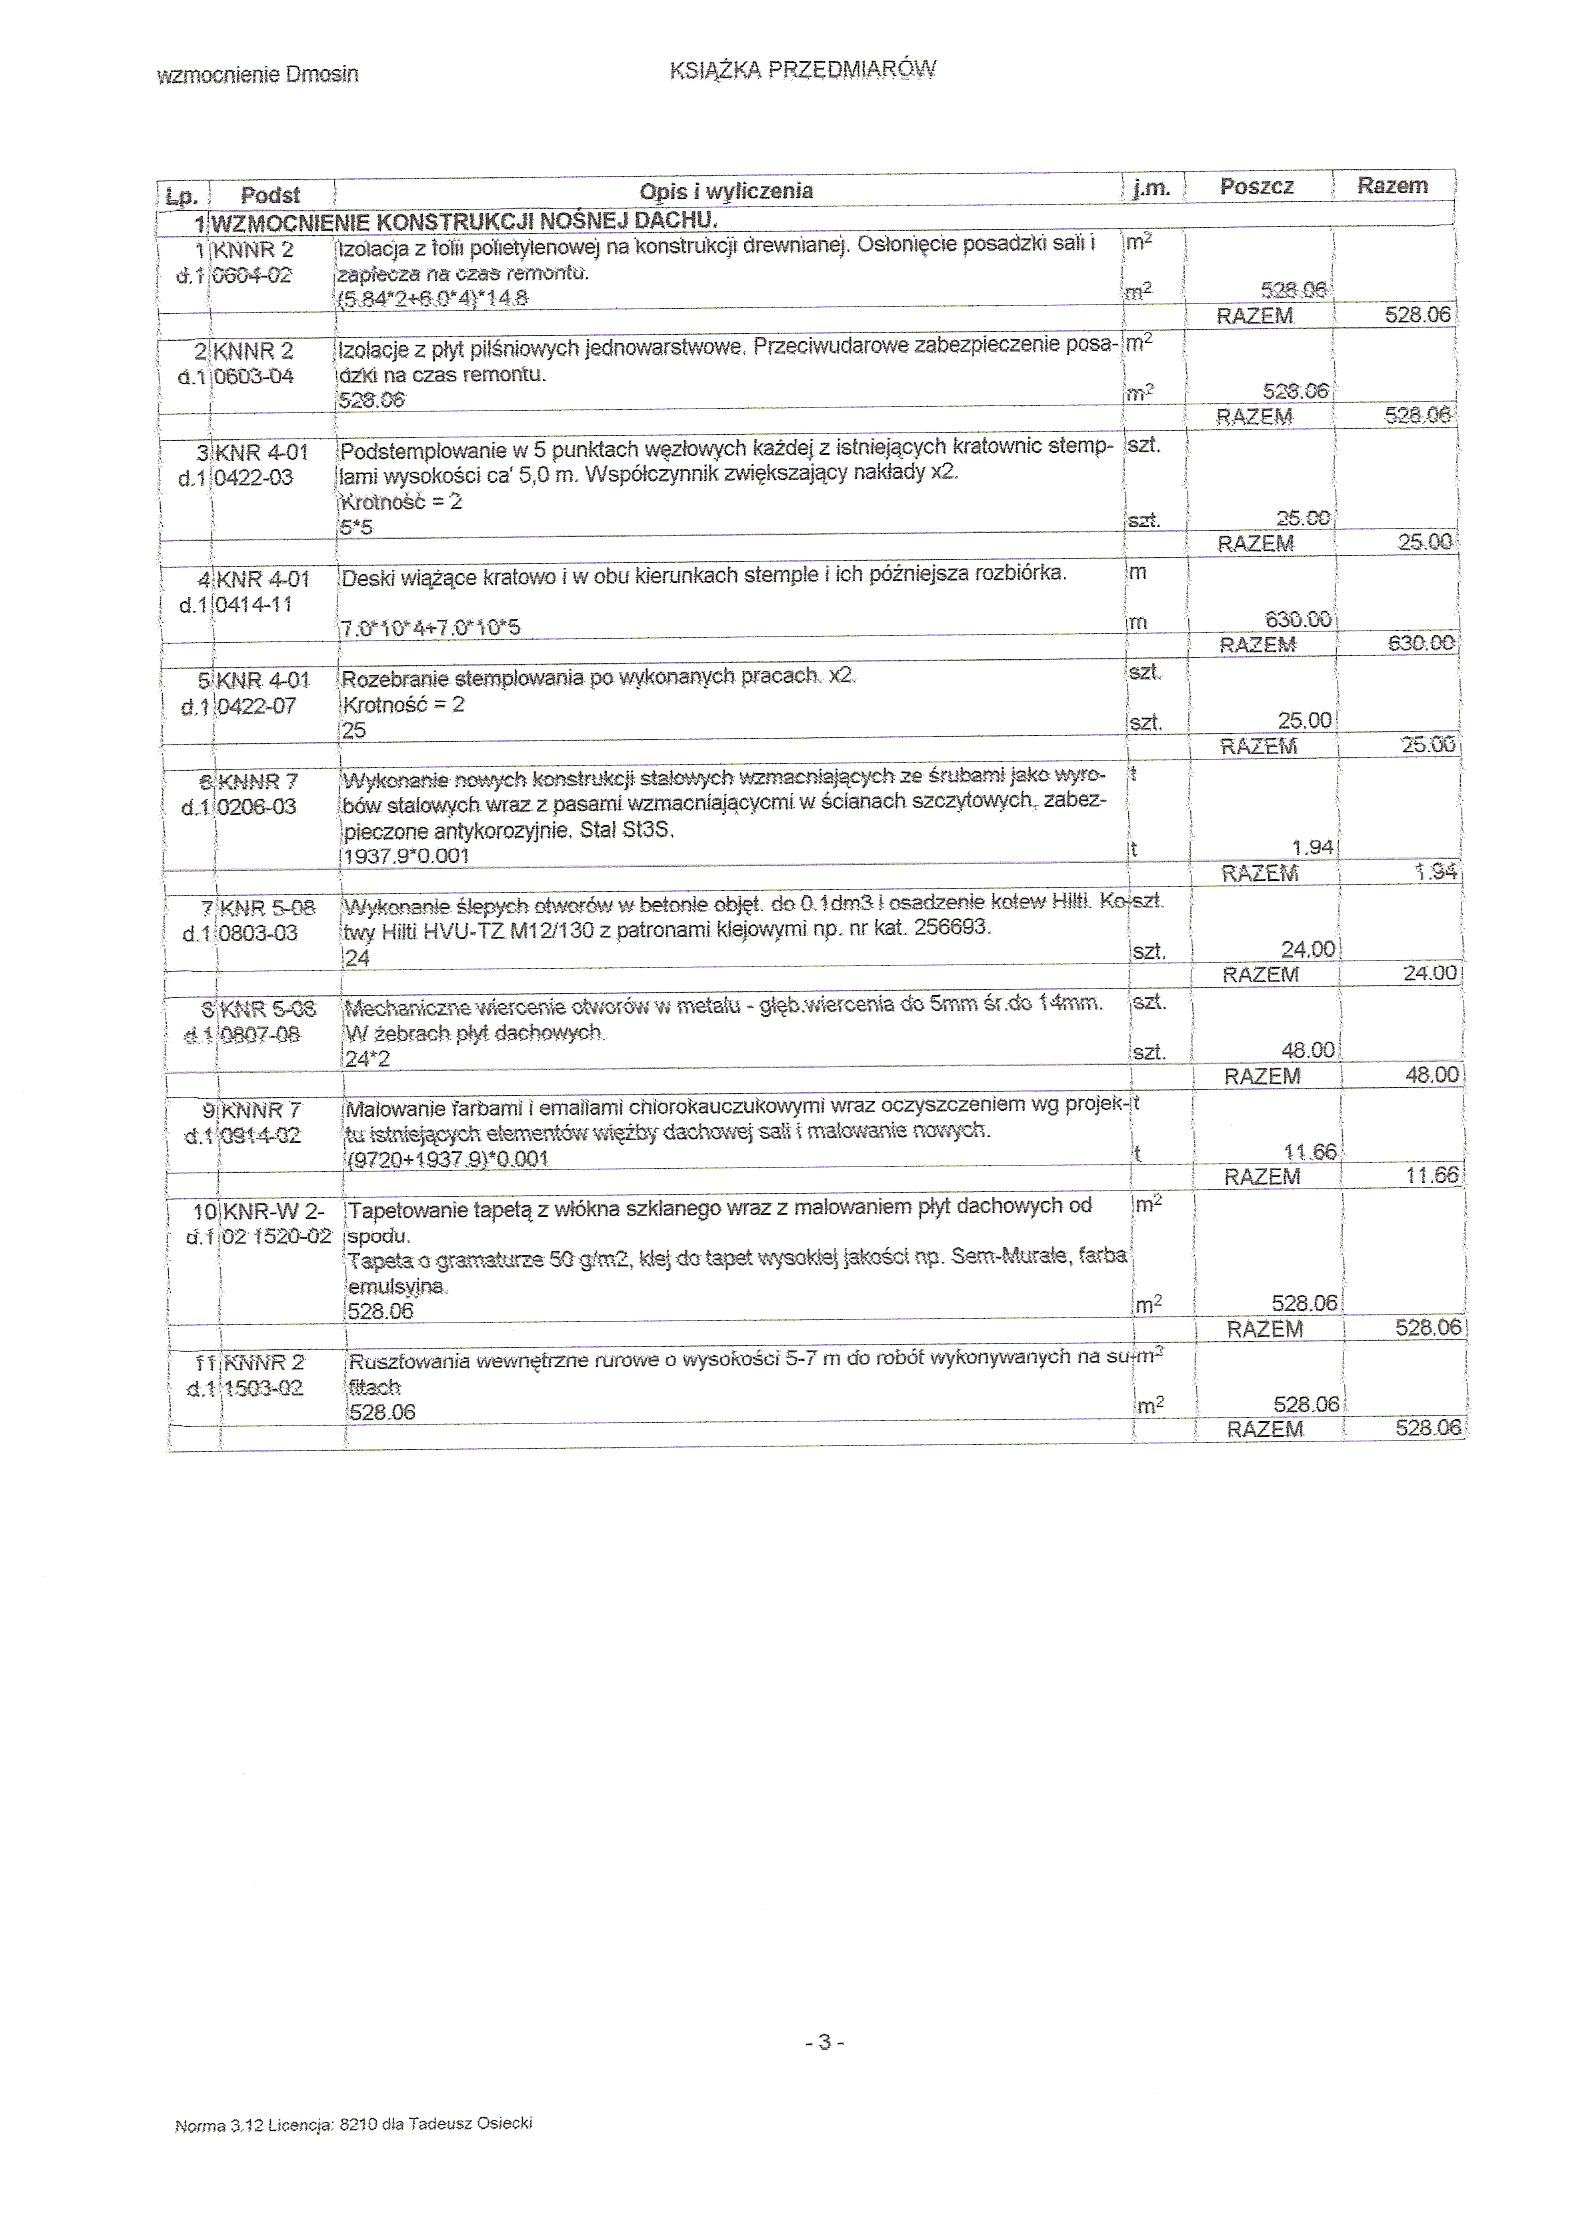 wzmocnienie Dmosin KSIĄŻKA PRZEDMIARÓW
Lp. Podst Opis i wyliczenia j.m. Poszcz Razem
1 WZMOCNIENIE KONSTRUKCJI NOŚNEJ DACHU.
1 KNNR 2 Izolacja z folii polietylenowej na konstrukcji drewnianej. Osłonięcie posadzki sali i m²
d.1 0604-02 zaplecza na czas remontu.
(5.84*2+6.0*4)*14.8 m² 528.06
RAZEM 528.06
2 KNNR 2 Izolacje z płyt pilśniowych jednowarstwowe. Przeciwudarowe zabezpieczenie posa- m²
d.1 0603-04 dzki na czas remontu.
528.06 m² 528.06
RAZEM 528.06
3 KNR 4-01 Podstemplowanie w 5 punktach węzłowych każdej z istniejących kratownic stemp- szt.
d.1 0422-03 lami wysokości ca' 5,0 m. Współczynnik zwiększający nakłady x2.
Krotność = 2
5*5 szt. 25.00
RAZEM 25.00
4 KNR 4-01 Deski wiążące kratowo i w obu kierunkach stemple i ich późniejsza rozbiórka. m
d.1 0414-11
7.0*10*4+7.0*10*5 m 630.00
RAZEM 630.00
5 KNR 4-01 Rozebranie stemplowania po wykonanych pracach. x2. szt.
d.1 0422-07 Krotność = 2
25 szt. 25.00
RAZEM 25.00
6 KNNR 7 Wykonanie nowych konstrukcji stalowych wzmacniających ze śrubami jako wyro- t
d.1 0206-03 bów stalowych wraz z pasami wzmacniającycmi w ścianach szczytowych, zabez-
pieczone antykorozyjnie. Stal St3S.
1937.9*0.001 t 1.94
RAZEM 1.94
7 KNR 5-08 Wykonanie ślepych otworów w betonie objęt. do 0.1dm3 i osadzenie kotew Hilti. Ko- szt.
d.1 0803-03 twy Hilti HVU-TZ M12/130 z patronami klejowymi np. nr kat. 256693.
24 szt. 24.00
RAZEM 24.00
8 KNR 5-08 Mechaniczne wiercenie otworów w metalu - głęb.wiercenia do 5mm śr.do 14mm. szt.
d.1 0807-08 W żebrach płyt dachowych.
24*2 szt. 48.00
RAZEM 48.00
9 KNNR 7 Malowanie farbami i emaliami chlorokauczukowymi wraz oczyszczeniem wg projek- t
d.1 0914-02 tu istniejących elementów więźby dachowej sali i malowanie nowych.
(9720+1937.9)*0.001 t 11.66
RAZEM 11.66
10 KNR-W 2- Tapetowanie tapetą z włókna szklanego wraz z malowaniem płyt dachowych od m²
d.1 02 1520-02 spodu.
Tapeta o gramaturze 50 g/m2, klej do tapet wysokiej jakości np. Sem-Murale, farba
emulsyjna.
528.06 m² 528.06
RAZEM 528.06
11 KNNR 2 Rusztowania wewnętrzne rurowe o wysokości 5-7 m do robót wykonywanych na su- m²
d.1 1503-02 fitach
528.06 m² 528.06
RAZEM 528.06
- 3 -
Norma 3.12 Licencja: 8210 dla Tadeusz Osiecki